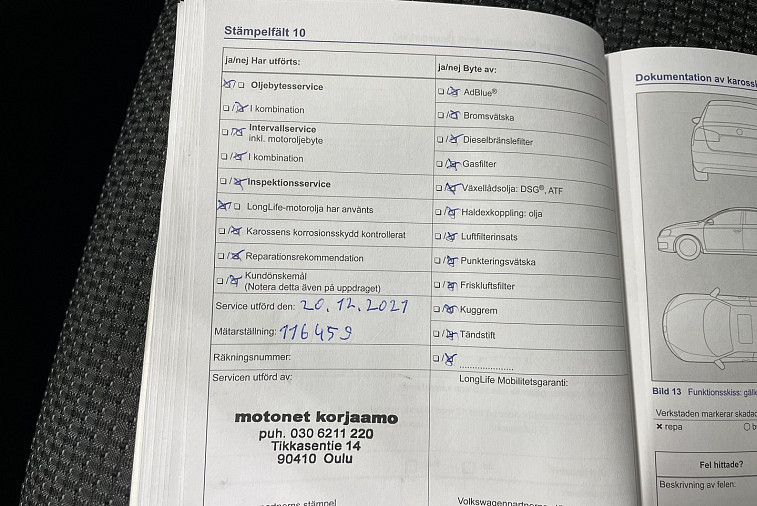 Stämpelfält 10
ja/nej Har utförts:
Oljebytesservice
I kombination
Intervallservice
inkl. motoroljebyte
I kombination
Inspektionsservice
LongLife-motorolja har använts
Karossens korrosionsskydd kontrollerat
Reparationsrekommendation
Kundönskemål
(Notera detta även på uppdraget)
Service utförd den: 20.12.2021
Mätarställning: 116459
Räkningsnummer:
Servicen utförd av:
motonet korjaamo
puh. 030 6211 220
Tikkasentie 14
90410 Oulu
stämpel
ja/nej Byte av:
AdBlue®
Bromsvätska
Dieselbränslefilter
Gasfilter
Växellådsolja: DSG®, ATF
Haldexkoppling: olja
Luftfilterinsats
Punkteringsvätska
Friskluftsfilter
Kuggrem
Tändstift
....................
LongLife Mobilitetsgaranti:
Dokumentation av
Bild 13 Funktionsskiss:
Verkstaden markerar
× repa
Fel hittade?
Beskrivning av felen: